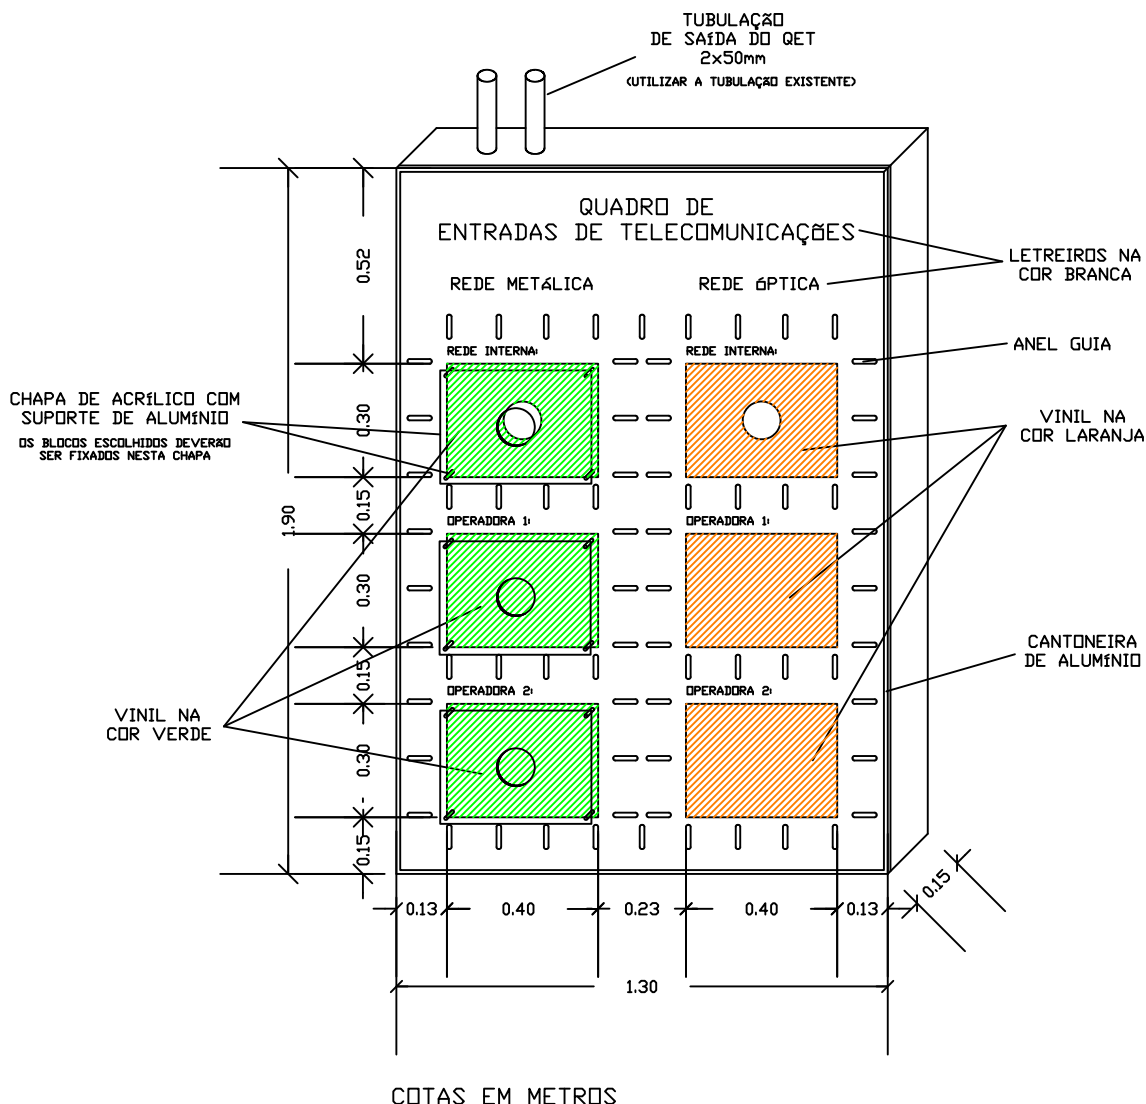 TUBULAÇÃO
DE SAÍDA DO QET
2x50mm
(UTILIZAR A TUBULAÇÃO EXISTENTE)
QUADRO DE
ENTRADAS DE TELECOMUNICAÇÕES
REDE METÁLICA
REDE ÓPTICA
LETREIROS NA
COR BRANCA
ANEL GUIA
REDE INTERNA:
REDE INTERNA:
CHAPA DE ACRÍLICO COM
SUPORTE DE ALUMÍNIO
OS BLOCOS ESCOLHIDOS DEVERÃO
SER FIXADOS NESTA CHAPA
VINIL NA
COR LARANJA
OPERADORA 1:
OPERADORA 1:
CANTONEIRA
DE ALUMÍNIO
OPERADORA 2:
OPERADORA 2:
VINIL NA
COR VERDE
1.90
0.52
0.30
0.15
0.30
0.15
0.30
0.15
0.13
0.40
0.23
0.40
0.13
0.15
1.30
COTAS EM METROS